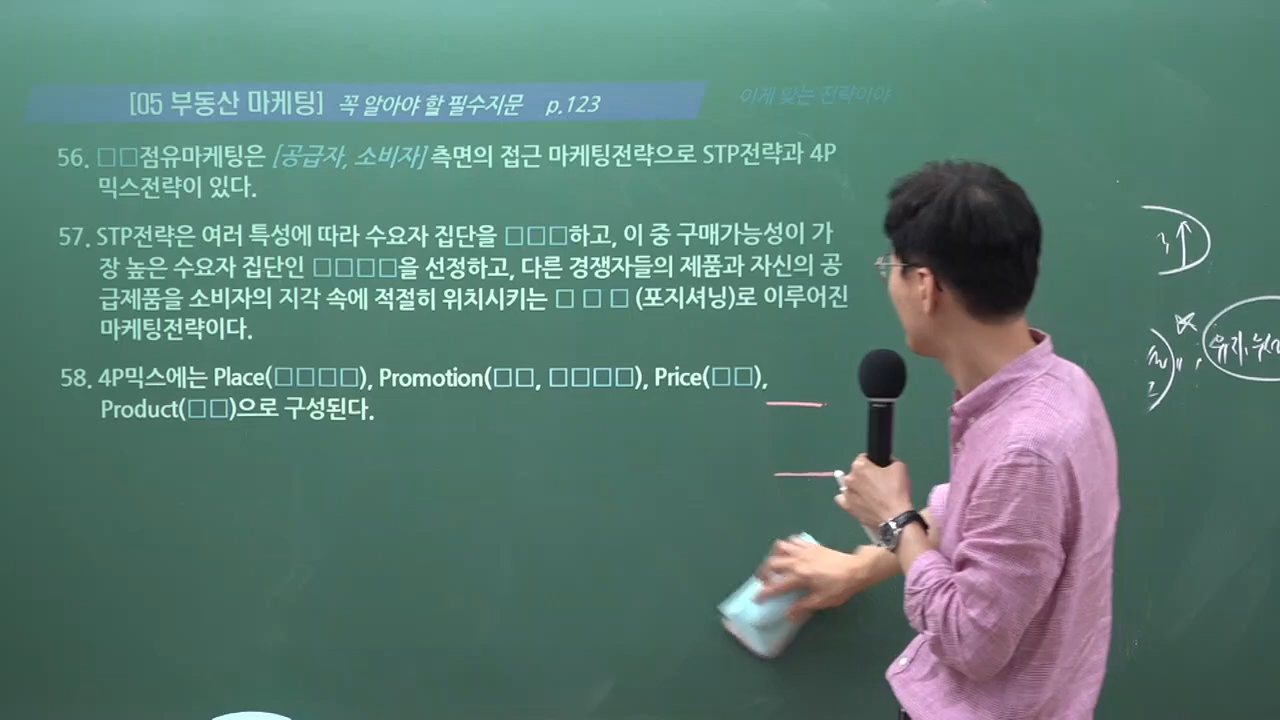 [05 부동산 마케팅] 꼭 알아야 할 필수지문 p.123
이게 맞는 전략이야
56. □□점유마케팅은 [공급자, 소비자] 측면의 접근 마케팅전략으로 STP전략과 4P
믹스전략이 있다.
57. STP전략은 여러 특성에 따라 수요자 집단을 □□□하고, 이 중 구매가능성이 가
장 높은 수요자 집단인 □□□□을 선정하고, 다른 경쟁자들의 제품과 자신의 공
급제품을 소비자의 지각 속에 적절히 위치시키는 □ □ □ (포지셔닝)로 이루어진
마케팅전략이다.
58. 4P믹스에는 Place(□□□□), Promotion(□□, □□□□), Price(□□),
Product(□□)으로 구성된다.